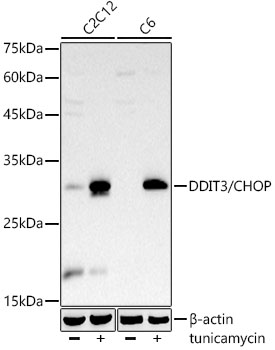 C2C12 C6
75kDa
60kDa
45kDa
35kDa
DDIT3/CHOP
25kDa
15kDa
β-actin
− + − + tunicamycin